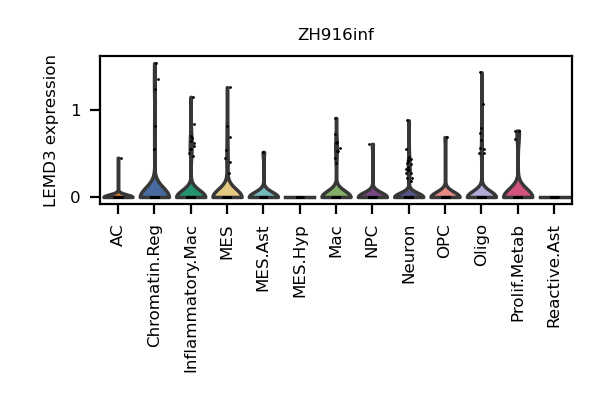 ZH916inf
LEMD3 expression
1
0
AC
Chromatin.Reg
Inflammatory.Mac
MES
MES.Ast
MES.Hyp
Mac
NPC
Neuron
OPC
Oligo
Prolif.Metab
Reactive.Ast